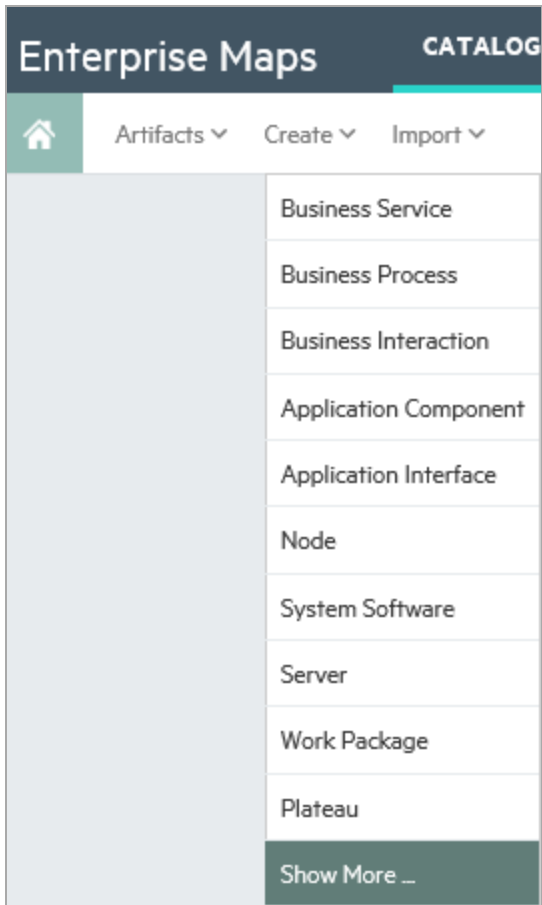 Enterprise Maps CATALOG
Artifacts Create Import
Business Service
Business Process
Business Interaction
Application Component
Application Interface
Node
System Software
Server
Work Package
Plateau
Show More ...